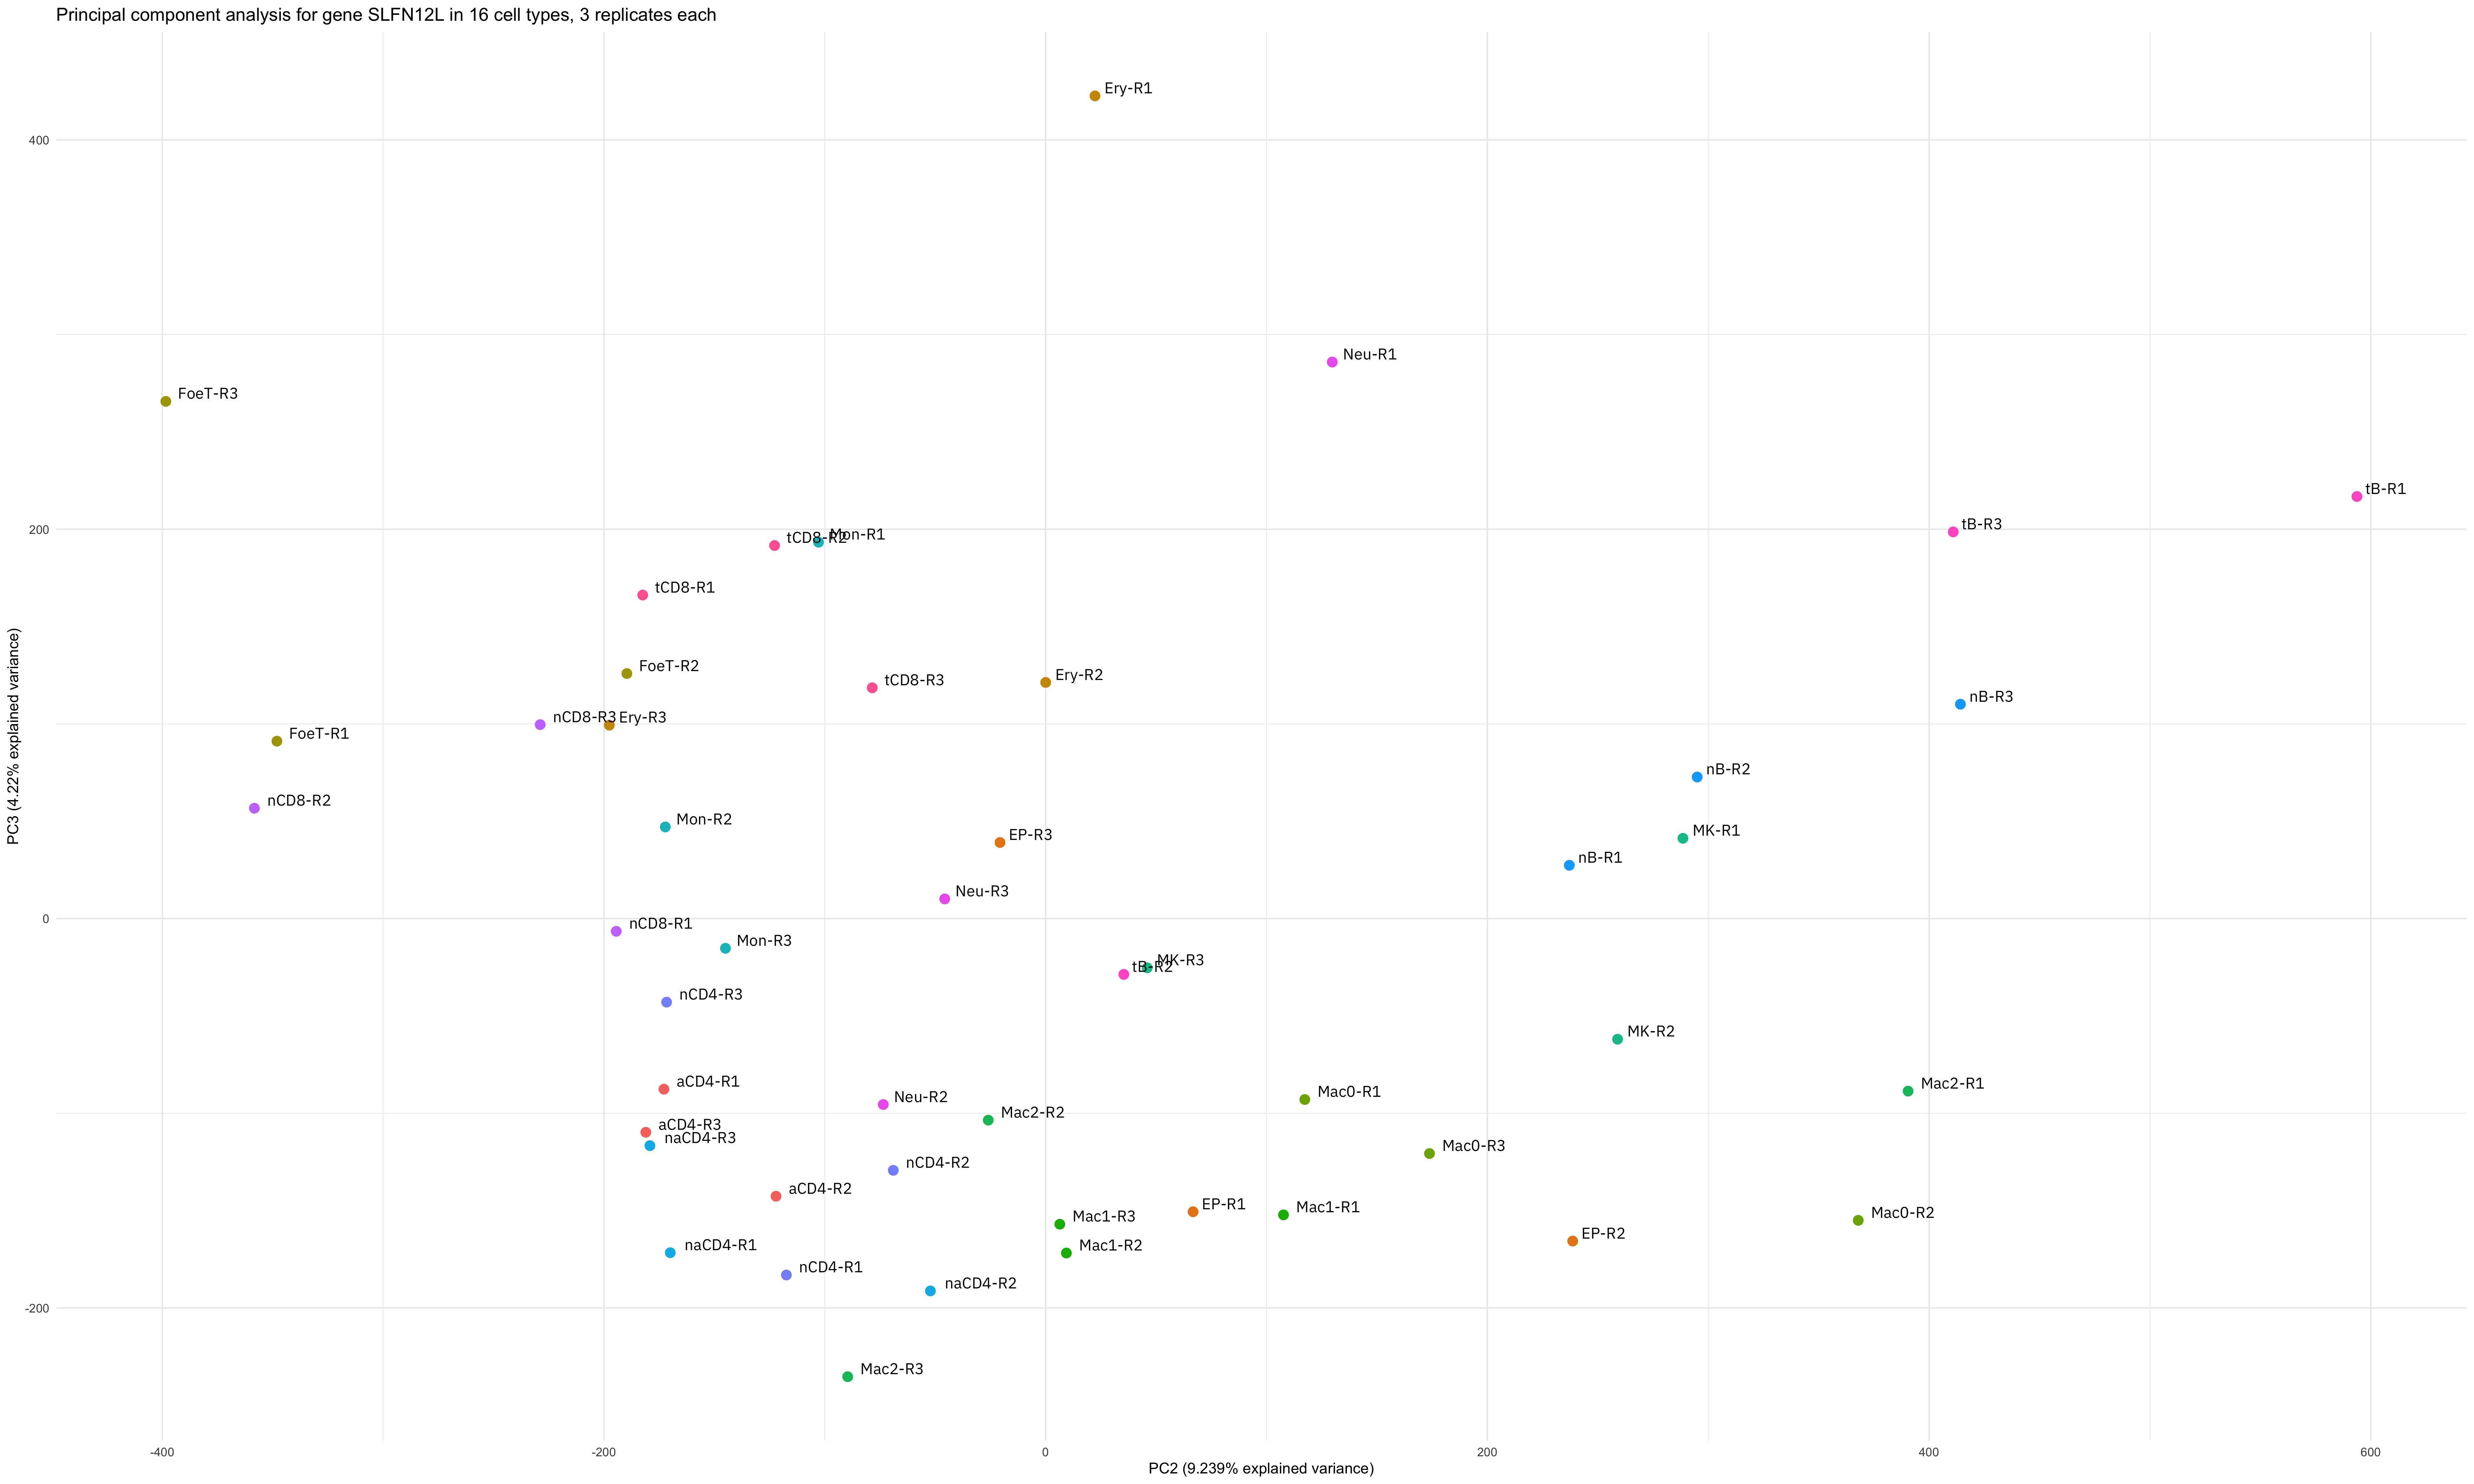 Principal component analysis for gene SLFN12L in 16 cell types, 3 replicates each
Ery-R1
400
Neu-R1
FoeT-R3
tB-R1
tB-R3
200
Mon-R1
tCD8-R2
tCD8-R1
FoeT-R2
Ery-R2
tCD8-R3
nB-R3
nCD8-R3
Ery-R3
FoeT-R1
nB-R2
nCD8-R2
Mon-R2
MK-R1
EP-R3
nB-R1
Neu-R3
0
nCD8-R1
Mon-R3
MK-R3
tB-R2
nCD4-R3
MK-R2
aCD4-R1
Mac2-R1
Mac0-R1
Neu-R2
Mac2-R2
aCD4-R3
naCD4-R3
Mac0-R3
nCD4-R2
aCD4-R2
EP-R1
Mac1-R1
Mac0-R2
Mac1-R3
EP-R2
naCD4-R1
Mac1-R2
nCD4-R1
naCD4-R2
-200
Mac2-R3
PC3 (4.22% explained variance)
-400
-200
0
200
400
600
PC2 (9.239% explained variance)